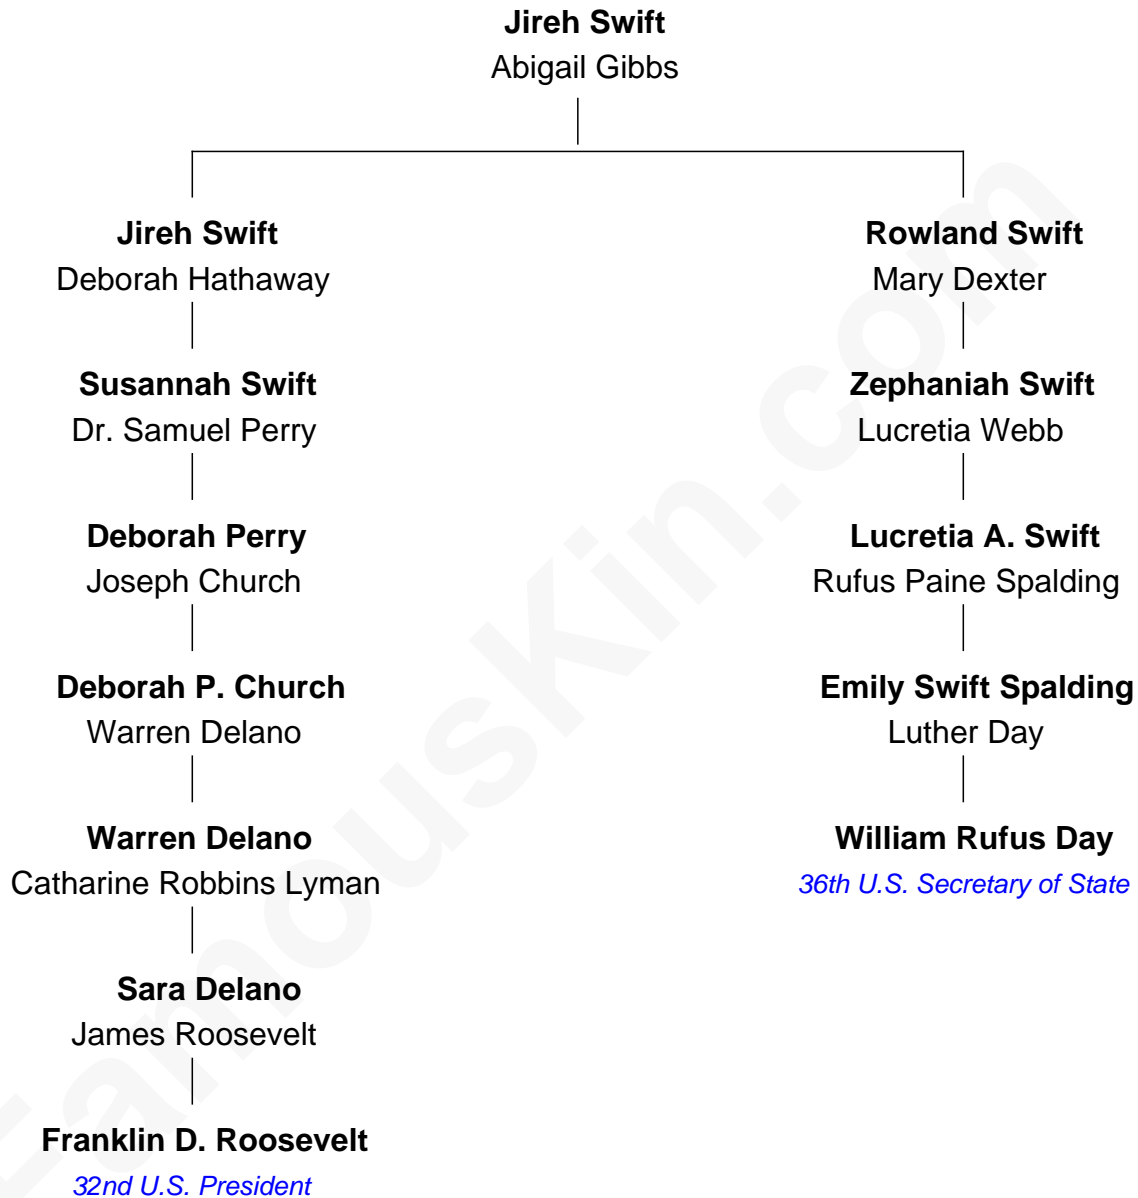 Jireh Swift
Abigail Gibbs
Jireh Swift
Deborah Hathaway
Susannah Swift
Dr. Samuel Perry
Deborah Perry
Joseph Church
Deborah P. Church
Warren Delano
Warren Delano
Catharine Robbins Lyman
Sara Delano
James Roosevelt
Franklin D. Roosevelt
32nd U.S. President
Rowland Swift
Mary Dexter
Zephaniah Swift
Lucretia Webb
Lucretia A. Swift
Rufus Paine Spalding
Emily Swift Spalding
Luther Day
William Rufus Day
36th U.S. Secretary of State
FamousKin.com